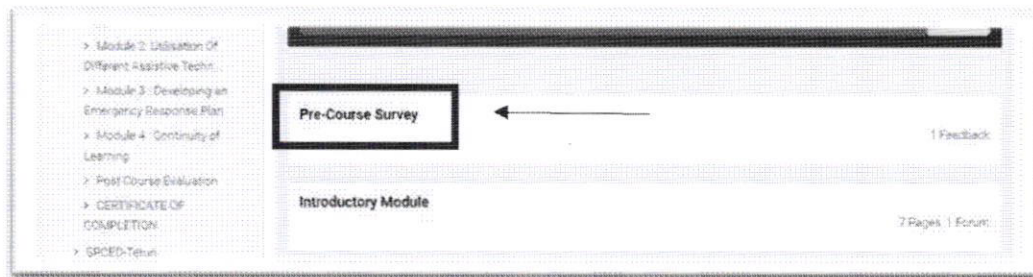 > Module 2: Utilisation Of
Different Assistive Techn...
> Module 3 : Developing an
Emergency Response Plan
> Module 4 : Continuity of
Learning
> Post Course Evaluation
> CERTIFICATE OF
COMPLETION
> SPCED-Tetun
Pre-Course Survey
1 Feedback
Introductory Module
7 Pages 1 Forum